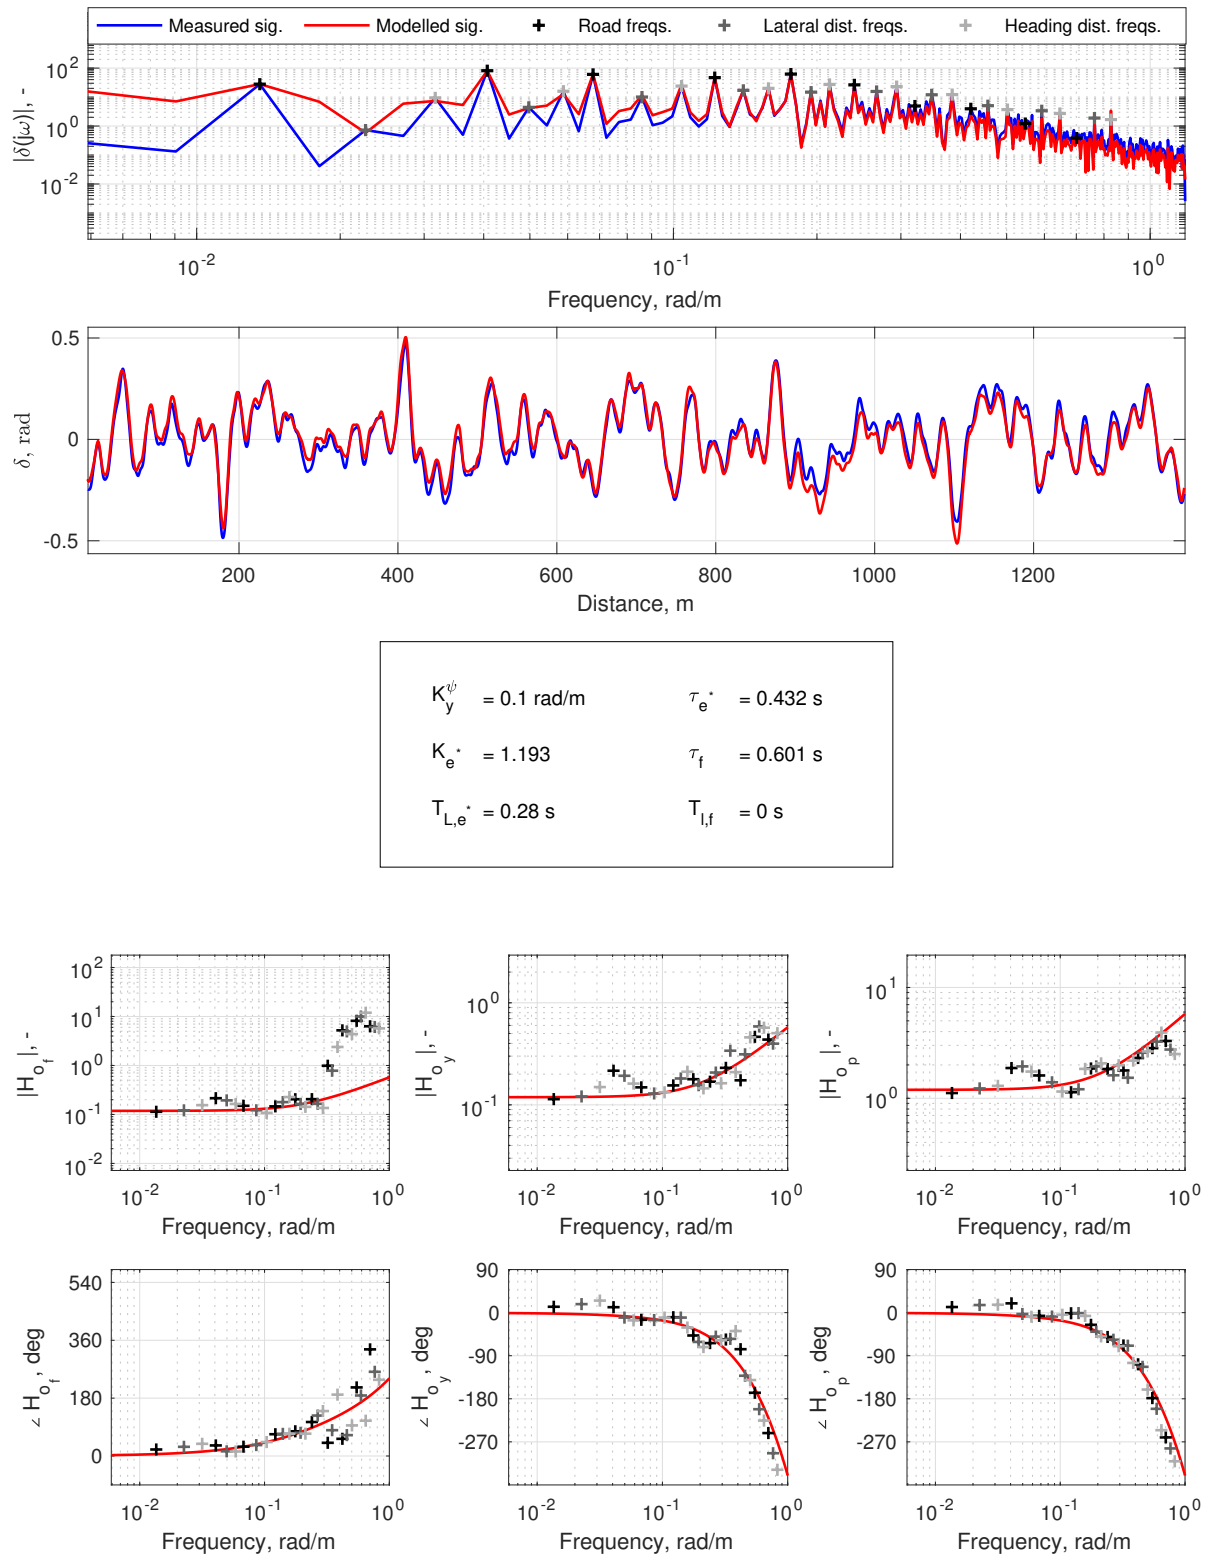 Measured sig. Modelled sig. Road freqs. Lateral dist. freqs. Heading dist. freqs.
|δ(jω)|, -
10^2
10^0
10^-2
10^-2 10^-1 10^0
Frequency, rad/m
δ, rad
0.5
0
-0.5
200 400 600 800 1000 1200
Distance, m
K_y^ψ = 0.1 rad/m τ_e* = 0.432 s
K_e* = 1.193 τ_f = 0.601 s
T_L,e* = 0.28 s T_l,f = 0 s
|H_o_f|, -
10^2
10^1
10^0
10^-1
10^-2
10^-2 10^-1 10^0
Frequency, rad/m
|H_o_y|, -
10^0
10^-1
10^-2 10^-1 10^0
Frequency, rad/m
|H_o_p|, -
10^1
10^0
10^-2 10^-1 10^0
Frequency, rad/m
∠ H_o_f, deg
540
360
180
0
10^-2 10^-1 10^0
Frequency, rad/m
∠ H_o_y, deg
90
0
-90
-180
-270
10^-2 10^-1 10^0
Frequency, rad/m
∠ H_o_p, deg
90
0
-90
-180
-270
10^-2 10^-1 10^0
Frequency, rad/m